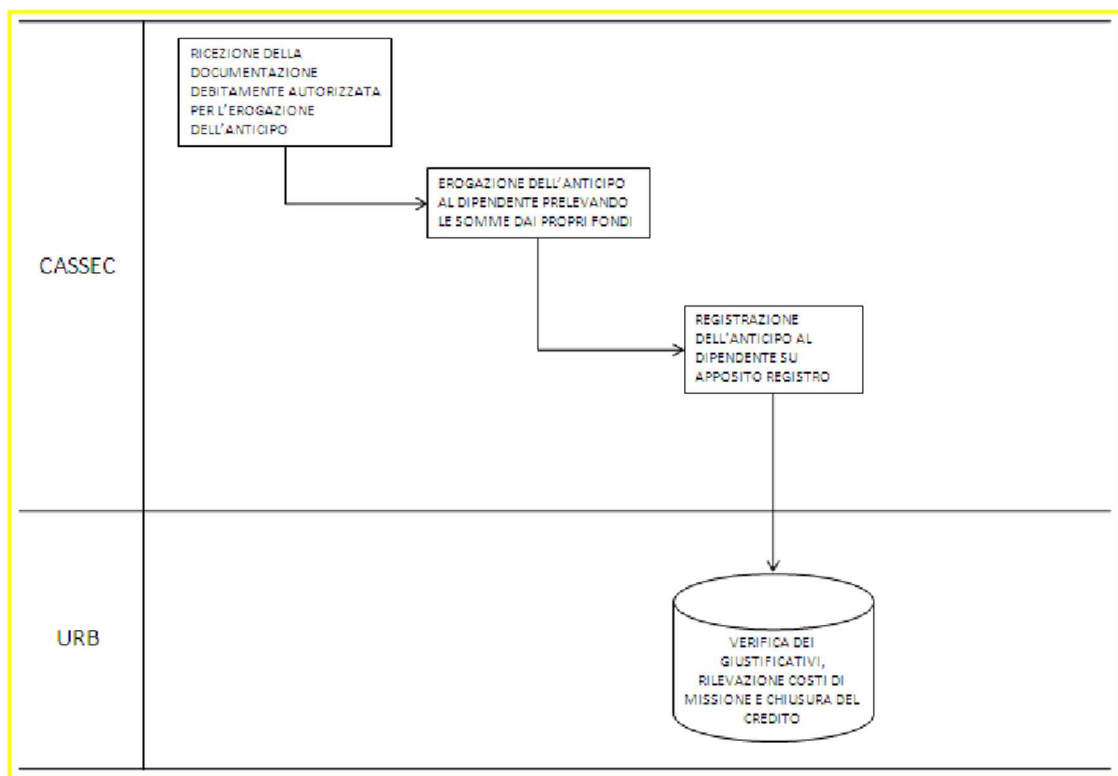 RICEZIONE DELLA
DOCUMENTAZIONE
DEBITAMENTE AUTORIZZATA
PER L'EROGAZIONE
DELL'ANTICIPO
EROGAZIONE DELL'ANTICIPO
AL DIPENDENTE PRELEVANDO
LE SOMME DAI PROPRI FONDI
CASSEC
REGISTRAZIONE
DELL'ANTICIPO AL
DIPENDENTE SU
APPOSITO REGISTRO
URB
VERIFICA DEI
GIUSTIFICATIVI,
RILEVAZIONE COSTI DI
MISSIONE E CHIUSURA DEL
CREDITO